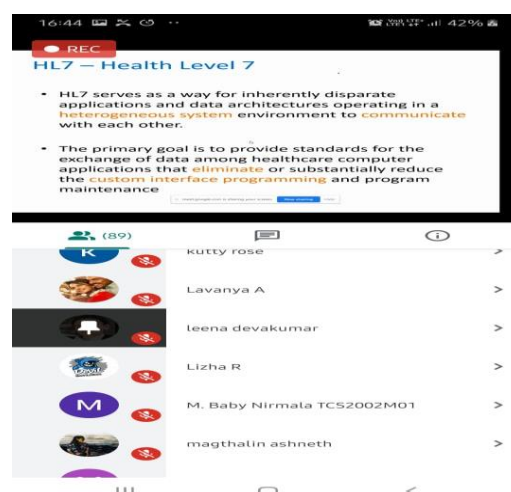 16:44
42%
REC
HL7 – Health Level 7
• HL7 serves as a way for inherently disparate
applications and data architectures operating in a
heterogeneous system environment to communicate
with each other.
• The primary goal is to provide standards for the
exchange of data among healthcare computer
applications that eliminate or substantially reduce
the custom interface programming and program
maintenance
(89)
kutty rose
Lavanya A
leena devakumar
Lizha R
M
M. Baby Nirmala TCS2002M01
magthalin ashneth